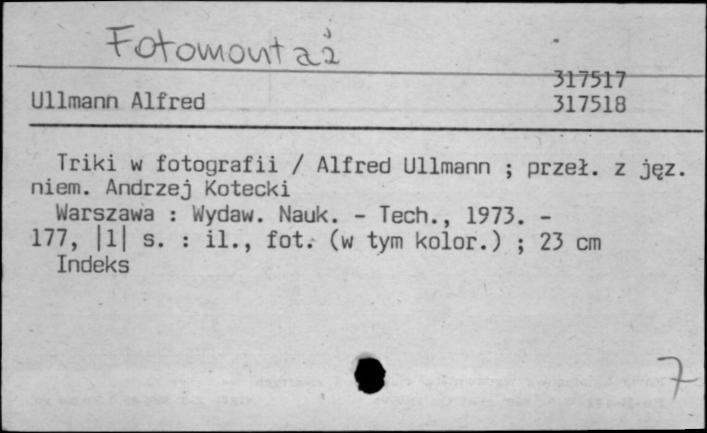 Fotomontaż
317517
Ullmann Alfred 317518
Triki w fotografii / Alfred Ullmann ; przeł. z jęz.
niem. Andrzej Kotecki
Warszawa : Wydaw. Nauk. - Tech., 1973. -
177, |1| s. : il., fot. (w tym kolor.) ; 23 cm
Indeks
7